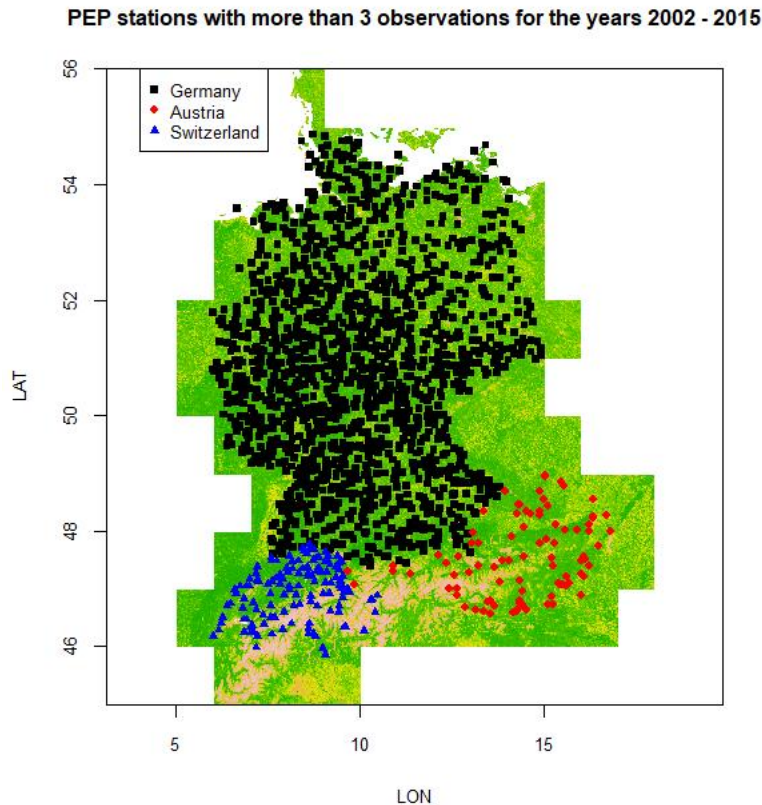 PEP stations with more than 3 observations for the years 2002 - 2015
Germany
Austria
Switzerland
56
54
52
50
48
46
LAT
5
10
15
LON